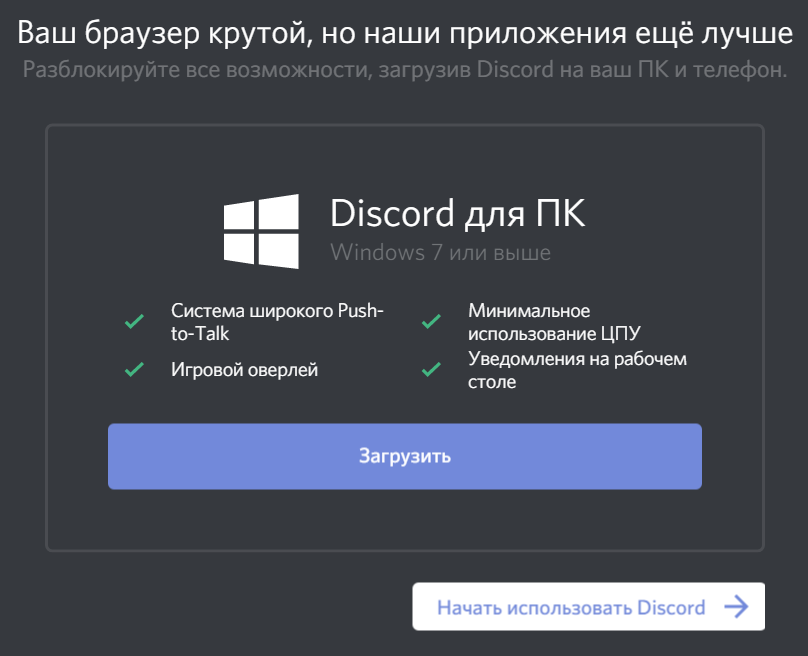 Ваш браузер крутой, но наши приложения ещё лучше
Разблокируйте все возможности, загрузив Discord на ваш ПК и телефон.
Discord для ПК
Windows 7 или выше
Система широкого Push-
to-Talk
Игровой оверлей
Минимальное
использование ЦПУ
Уведомления на рабочем
столе
Загрузить
Начать использовать Discord